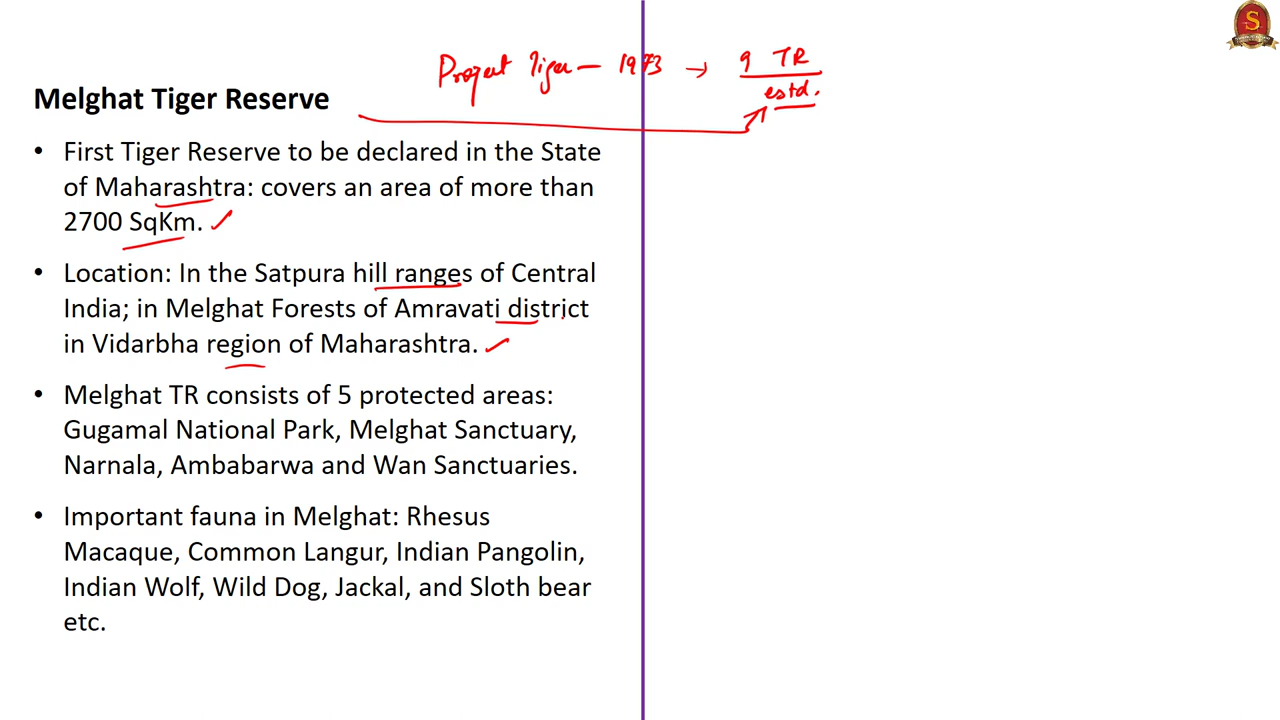 Project Tiger — 1973 → 9 TR
estd.
Melghat Tiger Reserve
• First Tiger Reserve to be declared in the State
of Maharashtra: covers an area of more than
2700 SqKm.
• Location: In the Satpura hill ranges of Central
India; in Melghat Forests of Amravati district
in Vidarbha region of Maharashtra.
• Melghat TR consists of 5 protected areas:
Gugamal National Park, Melghat Sanctuary,
Narnala, Ambabarwa and Wan Sanctuaries.
• Important fauna in Melghat: Rhesus
Macaque, Common Langur, Indian Pangolin,
Indian Wolf, Wild Dog, Jackal, and Sloth bear
etc.